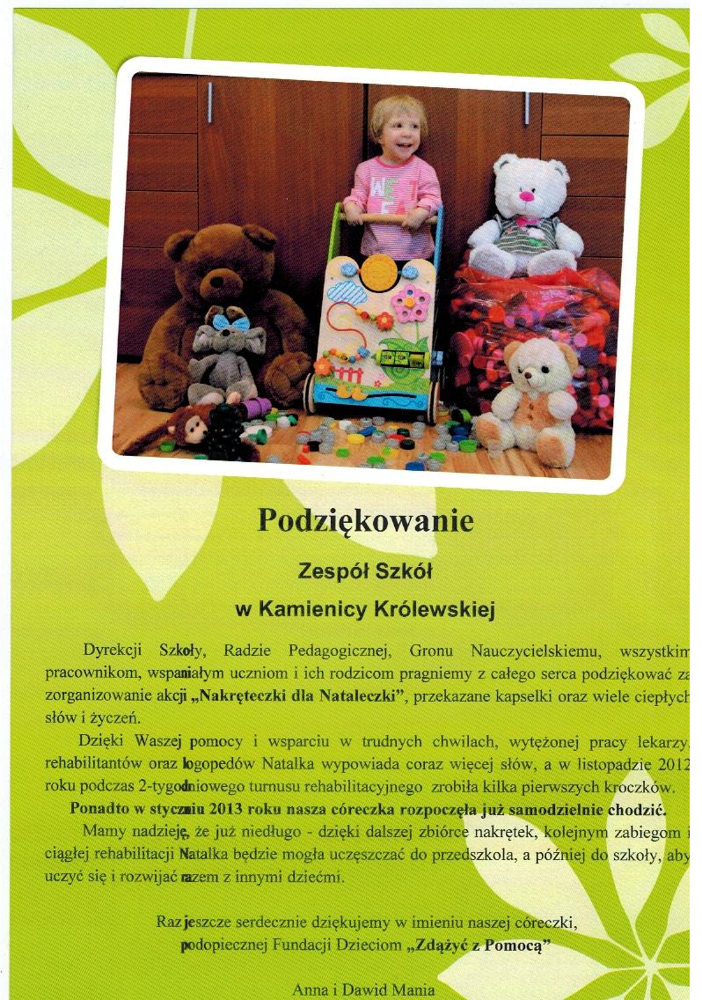 Podziękowanie
Zespół Szkół
w Kamienicy Królewskiej
Dyrekcji Szkoły, Radzie Pedagogicznej, Gronu Nauczycielskiemu, wszystkim
pracownikom, wspaniałym uczniom i ich rodzicom pragniemy z całego serca podziękować za
zorganizowanie akcji „Nakręteczki dla Nataleczki”, przekazane kapselki oraz wiele ciepłych
słów i życzeń.
Dzięki Waszej pomocy i wsparciu w trudnych chwilach, wytężonej pracy lekarzy,
rehabilitantów oraz logopedów Natalka wypowiada coraz więcej słów, a w listopadzie 2012
roku podczas 2-tygodniowego turnusu rehabilitacyjnego zrobiła kilka pierwszych kroczków.
Ponadto w styczniu 2013 roku nasza córeczka rozpoczęła już samodzielnie chodzić.
Mamy nadzieję, że już niedługo - dzięki dalszej zbiórce nakrętek, kolejnym zabiegom i
ciągłej rehabilitacji Natalka będzie mogła uczęszczać do przedszkola, a później do szkoły, aby
uczyć się i rozwijać razem z innymi dziećmi.
Raz jeszcze serdecznie dziękujemy w imieniu naszej córeczki,
podopiecznej Fundacji Dzieciom „Zdążyć z Pomocą”
Anna i Dawid Mania